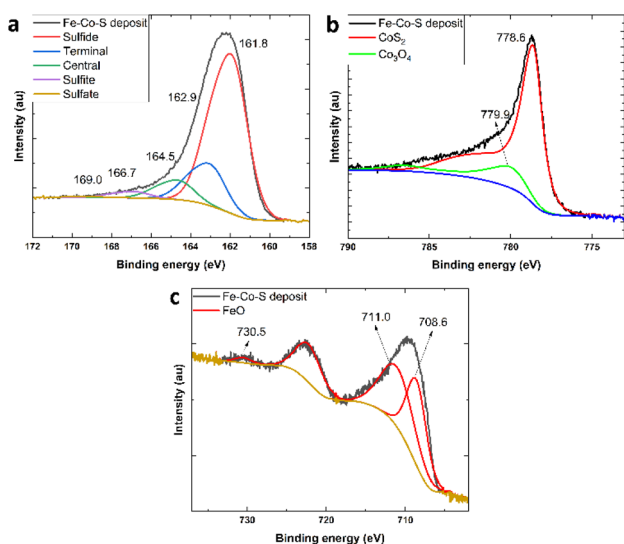 a
Fe-Co-S deposit
Sulfide
Terminal
Central
Sulfite
Sulfate
161.8
162.9
164.5
166.7
169.0
Intensity (au)
172 170 168 166 164 162 160 158
Binding energy (eV)
b
Fe-Co-S deposit
CoS2
Co3O4
778.6
779.9
Intensity (au)
790 785 780 775
Binding energy (eV)
c
Fe-Co-S deposit
FeO
711.0
708.6
730.5
Intensity (au)
730 720 710
Binding energy (eV)